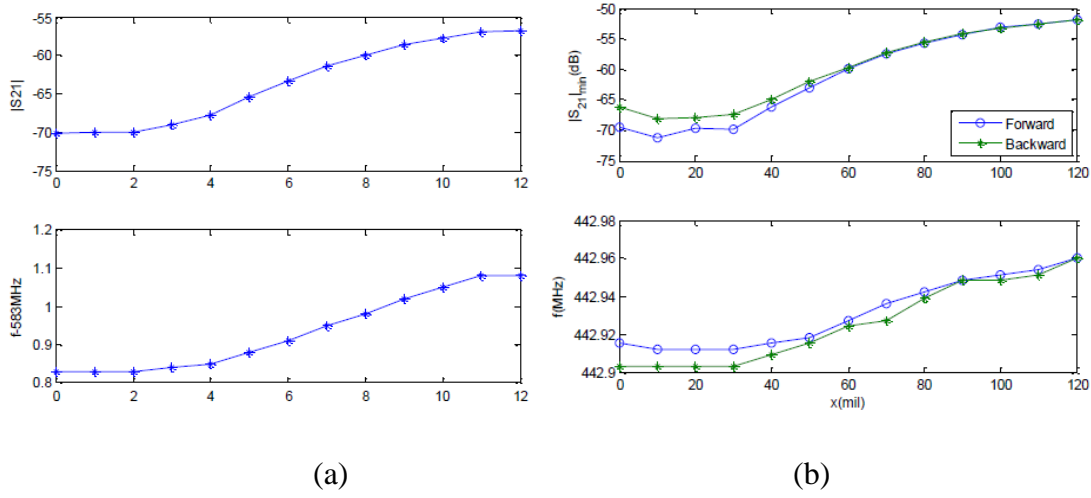 -55
-60
-65
-70
-75
|S21|
0 2 4 6 8 10 12
1.2
1.1
1
0.9
0.8
f-583MHz
0 2 4 6 8 10 12
(a)
-50
-55
-60
-65
-70
-75
|S21|min(dB)
Forward
Backward
0 20 40 60 80 100 120
442.98
442.96
442.94
442.92
442.9
f(MHz)
0 20 40 60 80 100 120
x(mil)
(b)